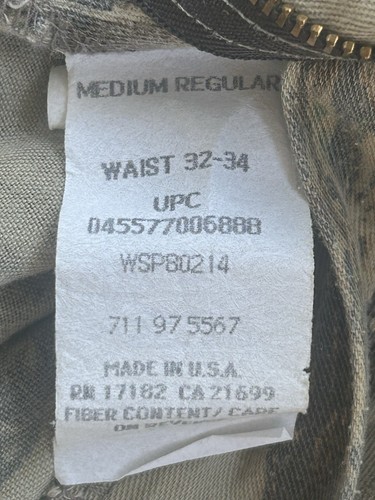 MEDIUM REGULAR
WAIST 32-34
UPC
045577006888
WSP80214
711 97 5567
MADE IN U.S.A.
RN 17182 CA 21699
FIBER CONTENT/ CARE
ON